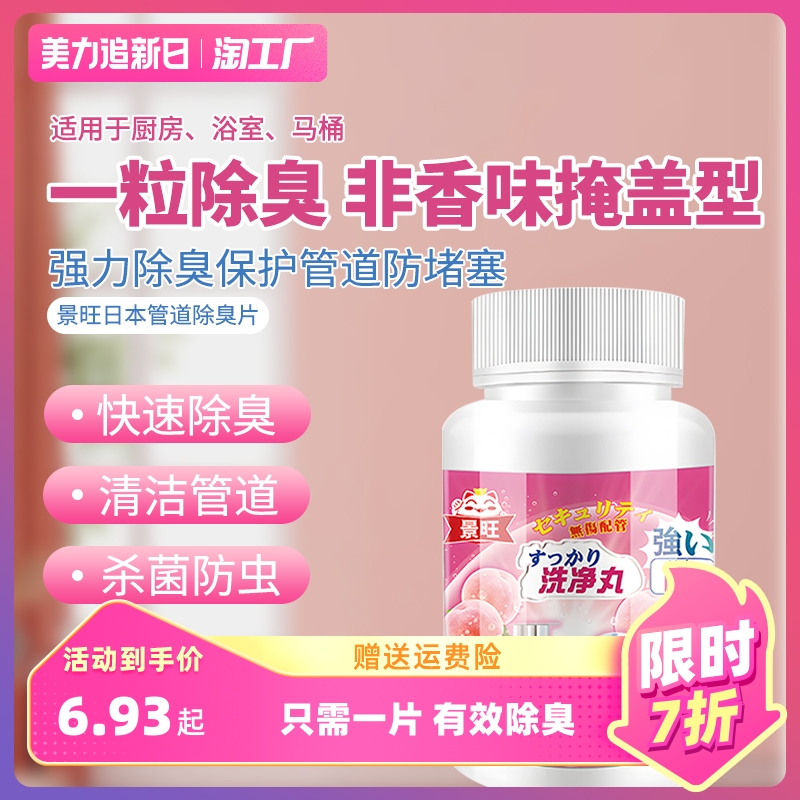 美力追新日 淘工厂
适用于厨房、浴室、马桶
一粒除臭 非香味掩盖型
强力除臭保护管道防堵塞
景旺日本管道除臭片
• 快速除臭
• 清洁管道
• 杀菌防虫
景旺
セキュリティ
無傷配管
強い
すっかり
洗浄丸
活动到手价
赠送运费险
6.93起
只需一片 有效除臭
限时
7折